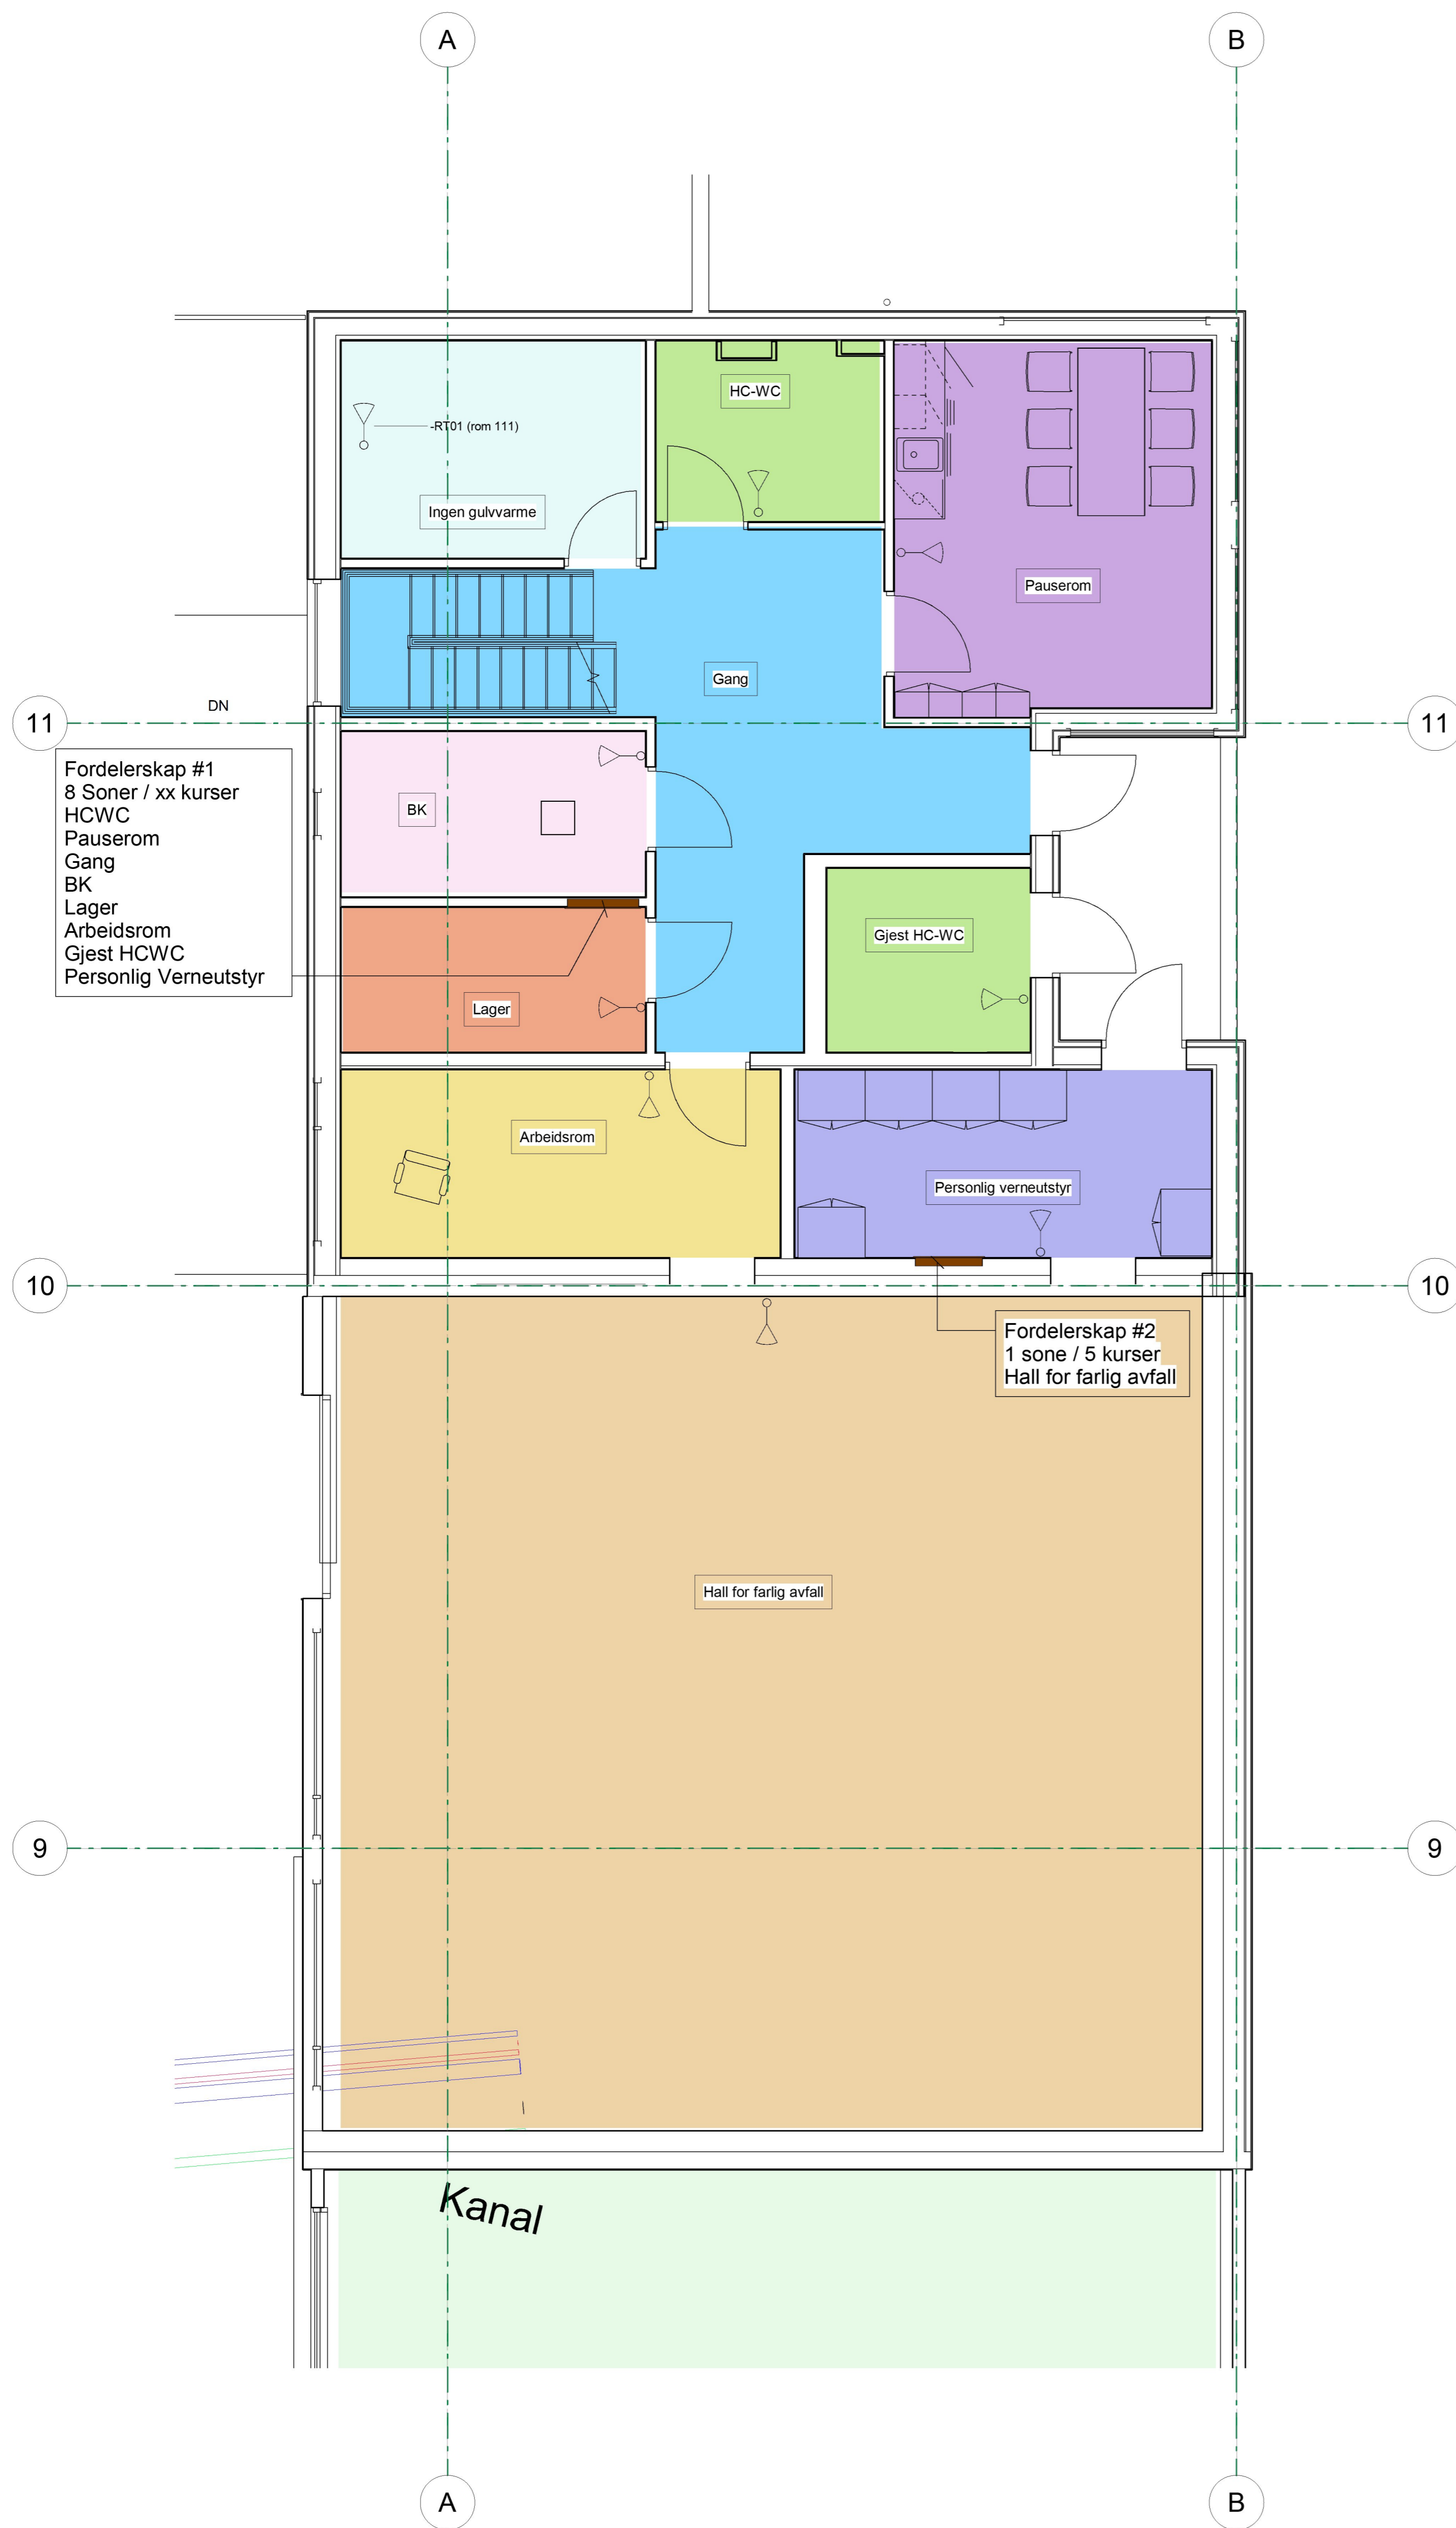 A
B
HC-WC
-RT01 (rom 111)
Ingen gulvvarme
Pauserom
Gang
DN
11
11
Fordelerskap #1
8 Soner / xx kurser
HCWC
Pauserom
Gang
BK
Lager
Arbeidsrom
Gjest HCWC
Personlig Verneutstyr
BK
Gjest HC-WC
Lager
Arbeidsrom
Personlig verneutstyr
10
10
Fordelerskap #2
1 sone / 5 kurser
Hall for farlig avfall
Hall for farlig avfall
9
9
Kanal
A
B